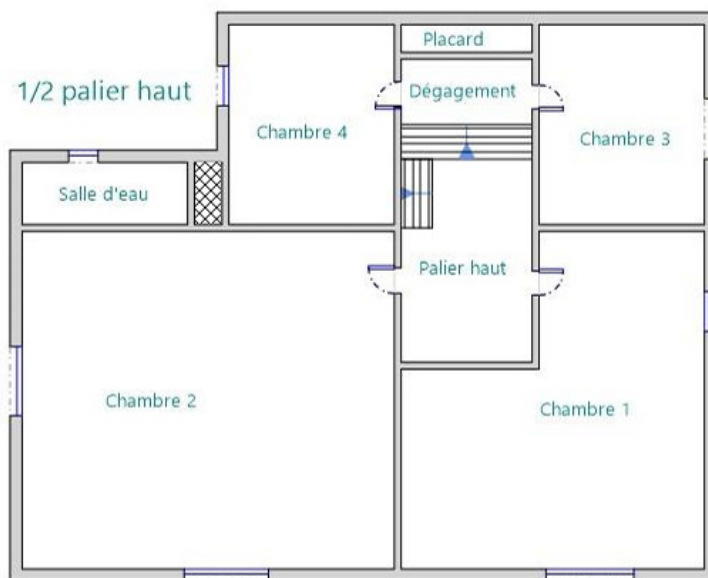 Placard
1/2 palier haut
Dégagement
Chambre 4
Chambre 3
Salle d'eau
Palier haut
Chambre 2
Chambre 1